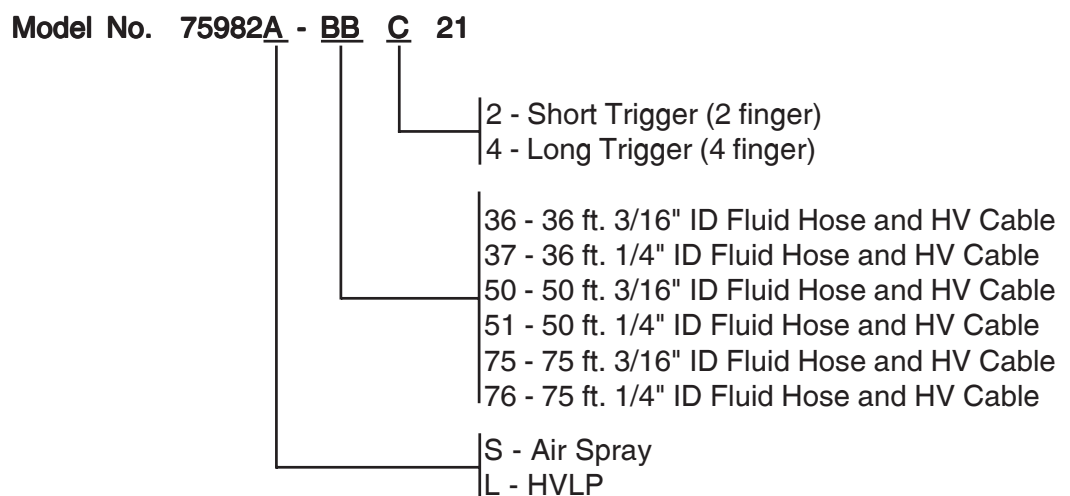 Model No. 75982A - BB C 21
2 - Short Trigger (2 finger)
4 - Long Trigger (4 finger)
36 - 36 ft. 3/16" ID Fluid Hose and HV Cable
37 - 36 ft. 1/4" ID Fluid Hose and HV Cable
50 - 50 ft. 3/16" ID Fluid Hose and HV Cable
51 - 50 ft. 1/4" ID Fluid Hose and HV Cable
75 - 75 ft. 3/16" ID Fluid Hose and HV Cable
76 - 75 ft. 1/4" ID Fluid Hose and HV Cable
S - Air Spray
L - HVLP